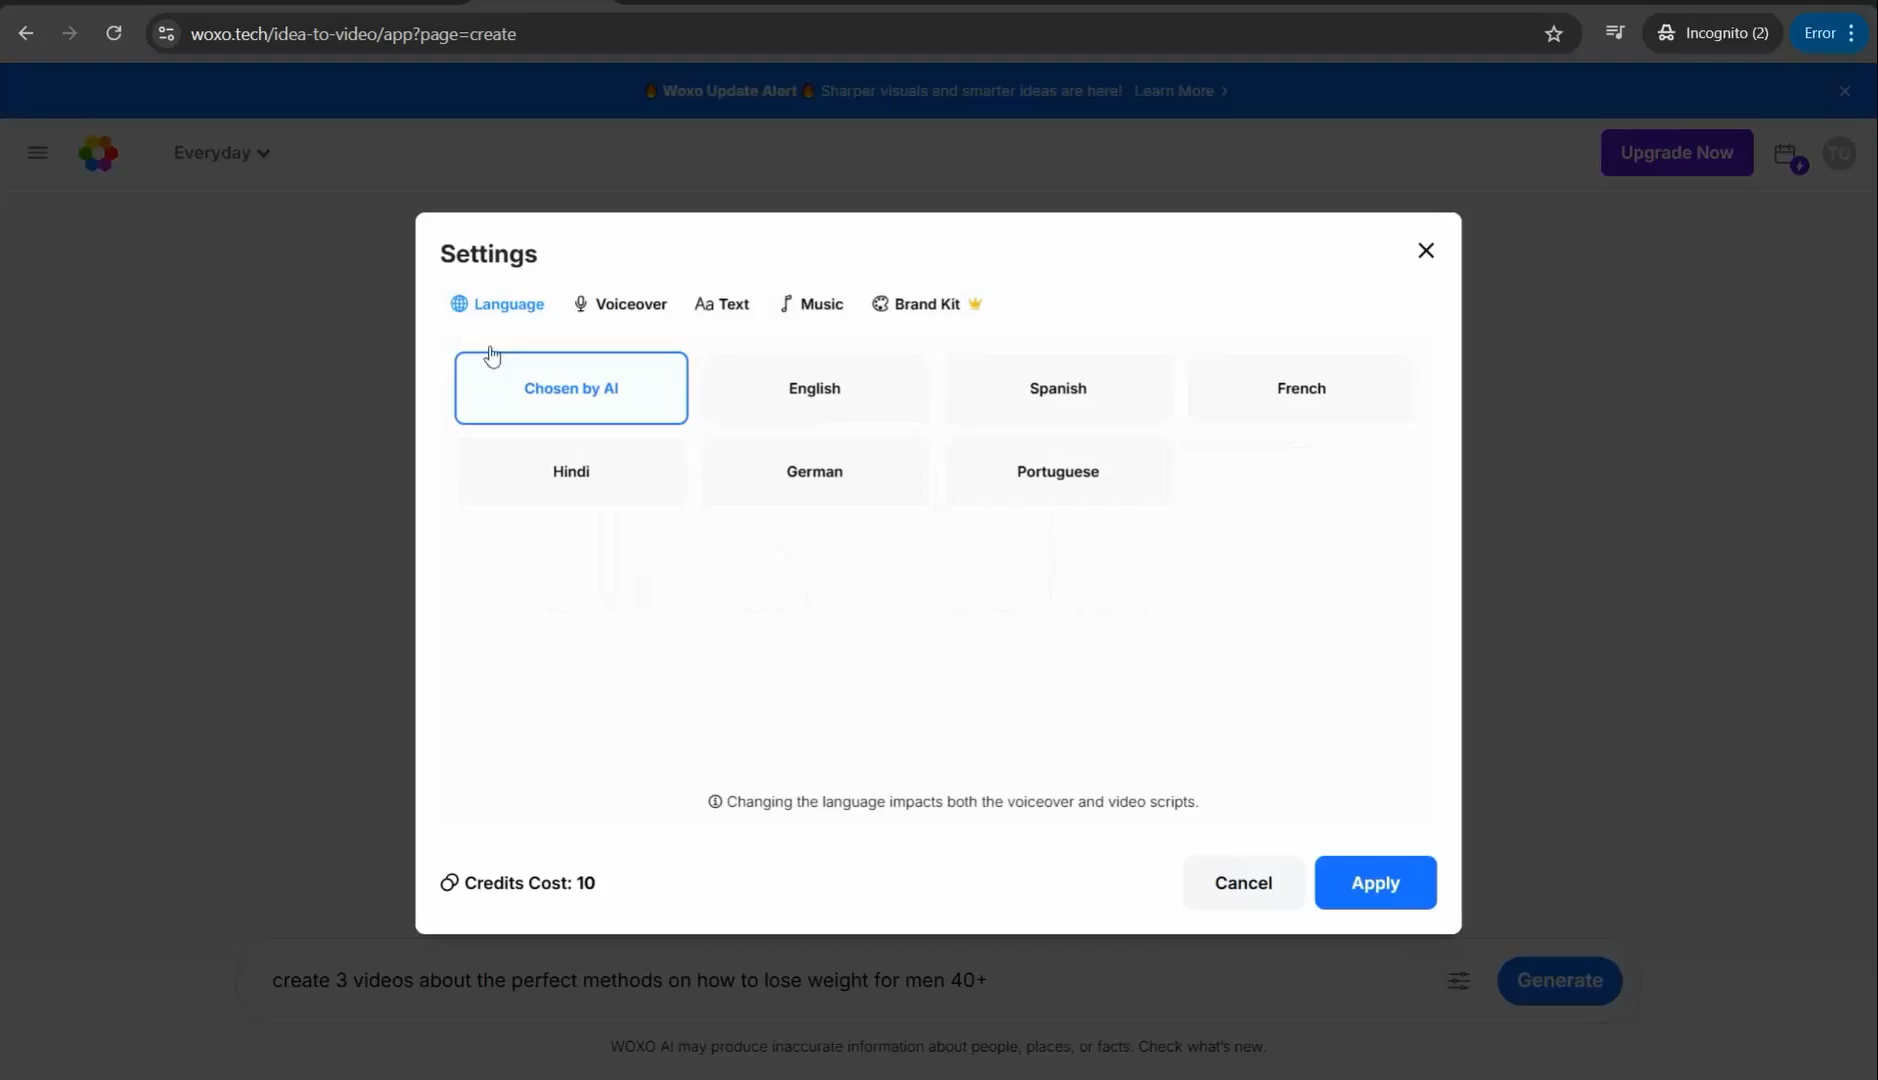 woxo.tech/idea-to-video/app?page=create
Incognito (2)
Error
Woxo Update Alert Sharper visuals and smarter Ideas are here! Learn More >
Everyday
Upgrade Now
TG
Settings
Language
Voiceover
Aa Text
Music
Brand Kit
Chosen by AI
English
Spanish
French
Hindi
German
Portuguese
Changing the language impacts both the voiceover and video scripts.
Credits Cost: 10
Cancel
Apply
create 3 videos about the perfect methods on how to lose weight for men 40+
Generate
WOXO AI may produce inaccurate information about people, places, or facts. Check what's new.